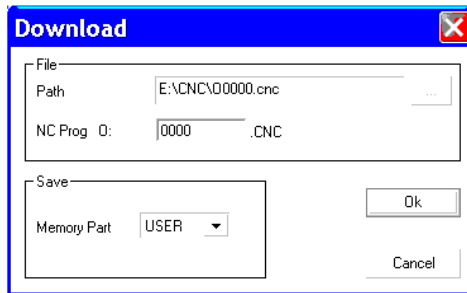 Download
File
Path E:\CNC\O0000.cnc ...
NC Prog O: 0000 .CNC
Save
Memory Part USER
Ok
Cancel